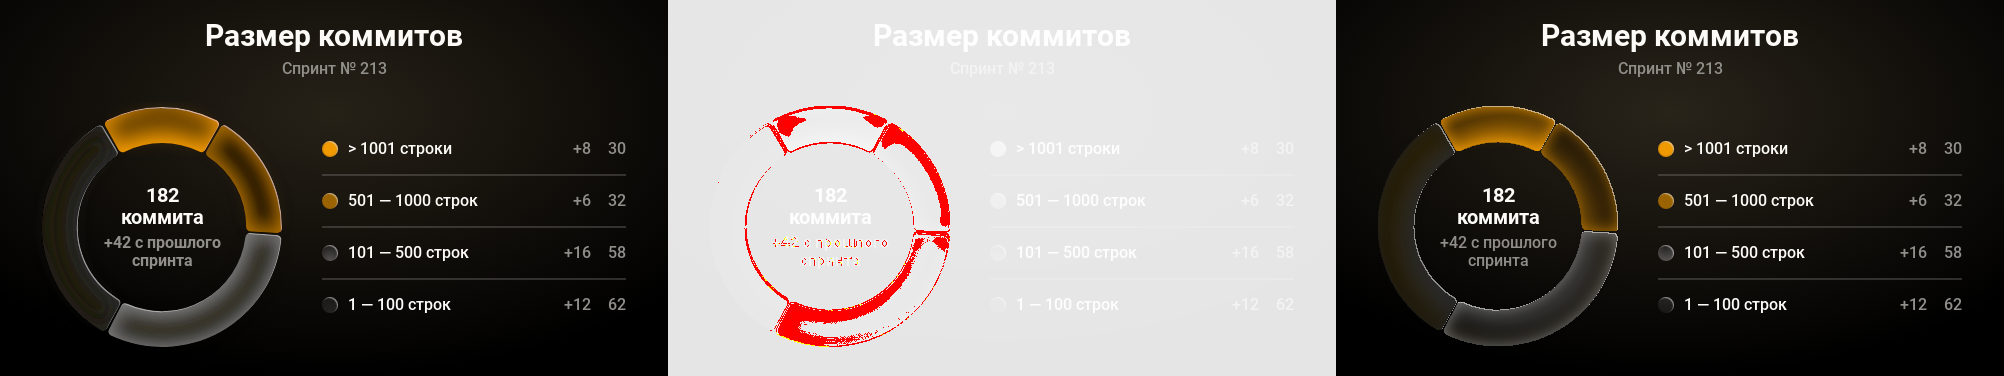 Размер коммитов
Спринт № 213
182
коммита
+42 с прошлого
спринта
> 1001 строки +8 30
501 — 1000 строк +6 32
101 — 500 строк +16 58
1 — 100 строк +12 62
Размер коммитов
Спринт № 213
182
коммита
+42 с прошлого
спринта
> 1001 строки +8 30
501 — 1000 строк +6 32
101 — 500 строк +16 58
1 — 100 строк +12 62
Размер коммитов
Спринт № 213
182
коммита
+42 с прошлого
спринта
> 1001 строки +8 30
501 — 1000 строк +6 32
101 — 500 строк +16 58
1 — 100 строк +12 62